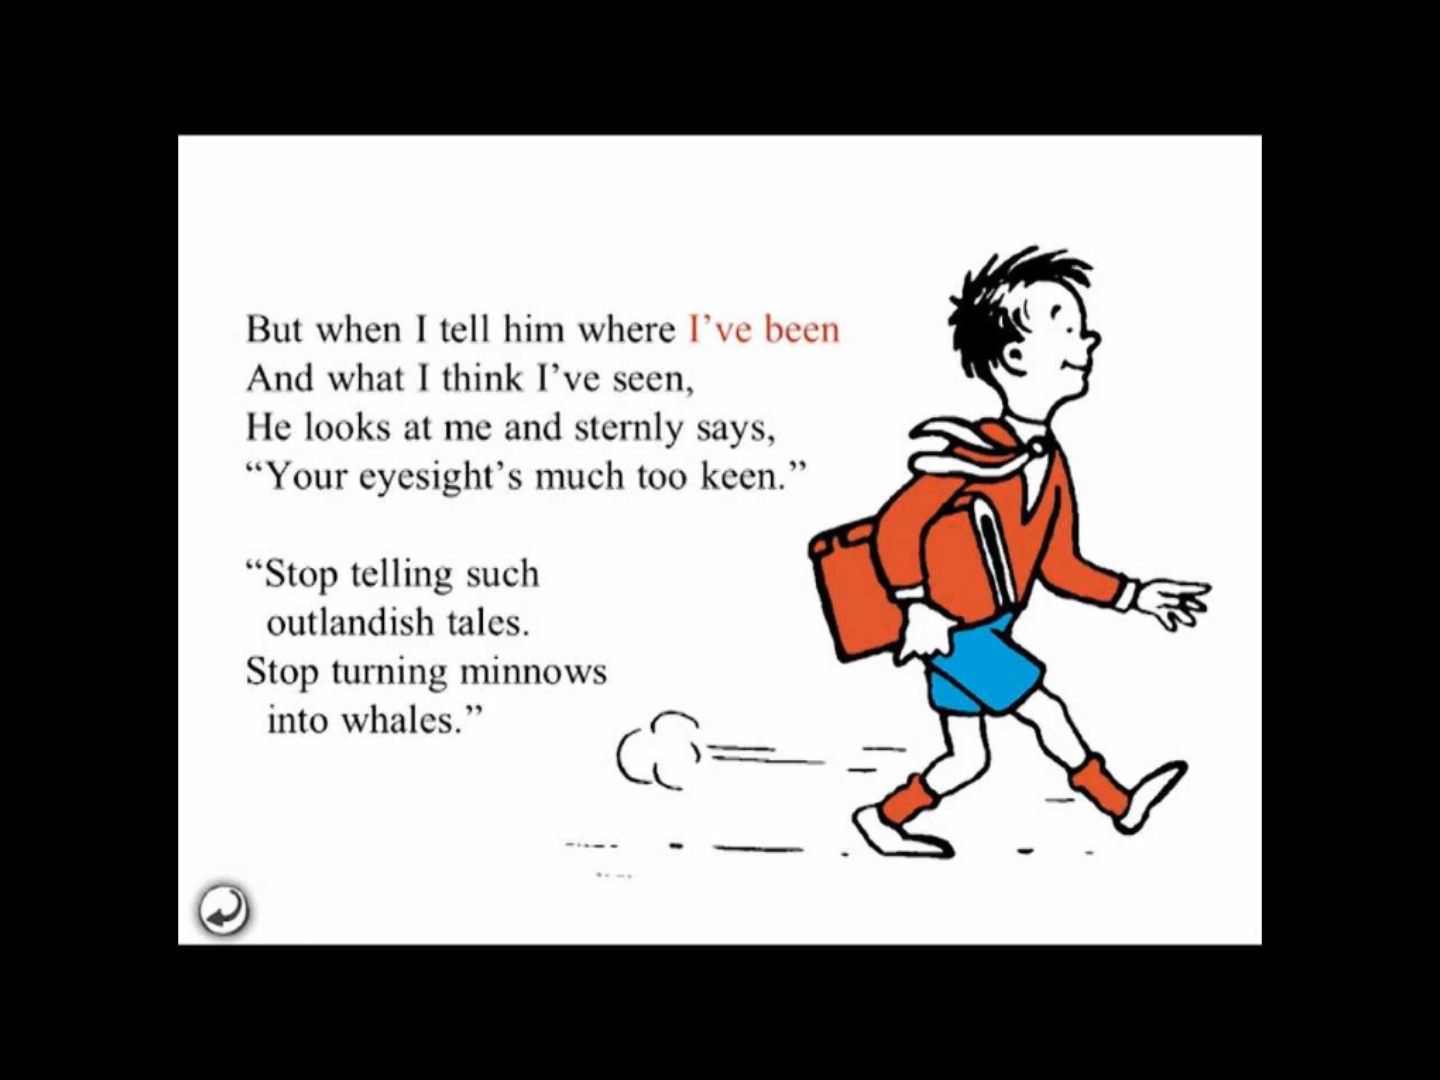 But when I tell him where I’ve been
And what I think I’ve seen,
He looks at me and sternly says,
“Your eyesight’s much too keen.”
“Stop telling such
outlandish tales.
Stop turning minnows
into whales.”